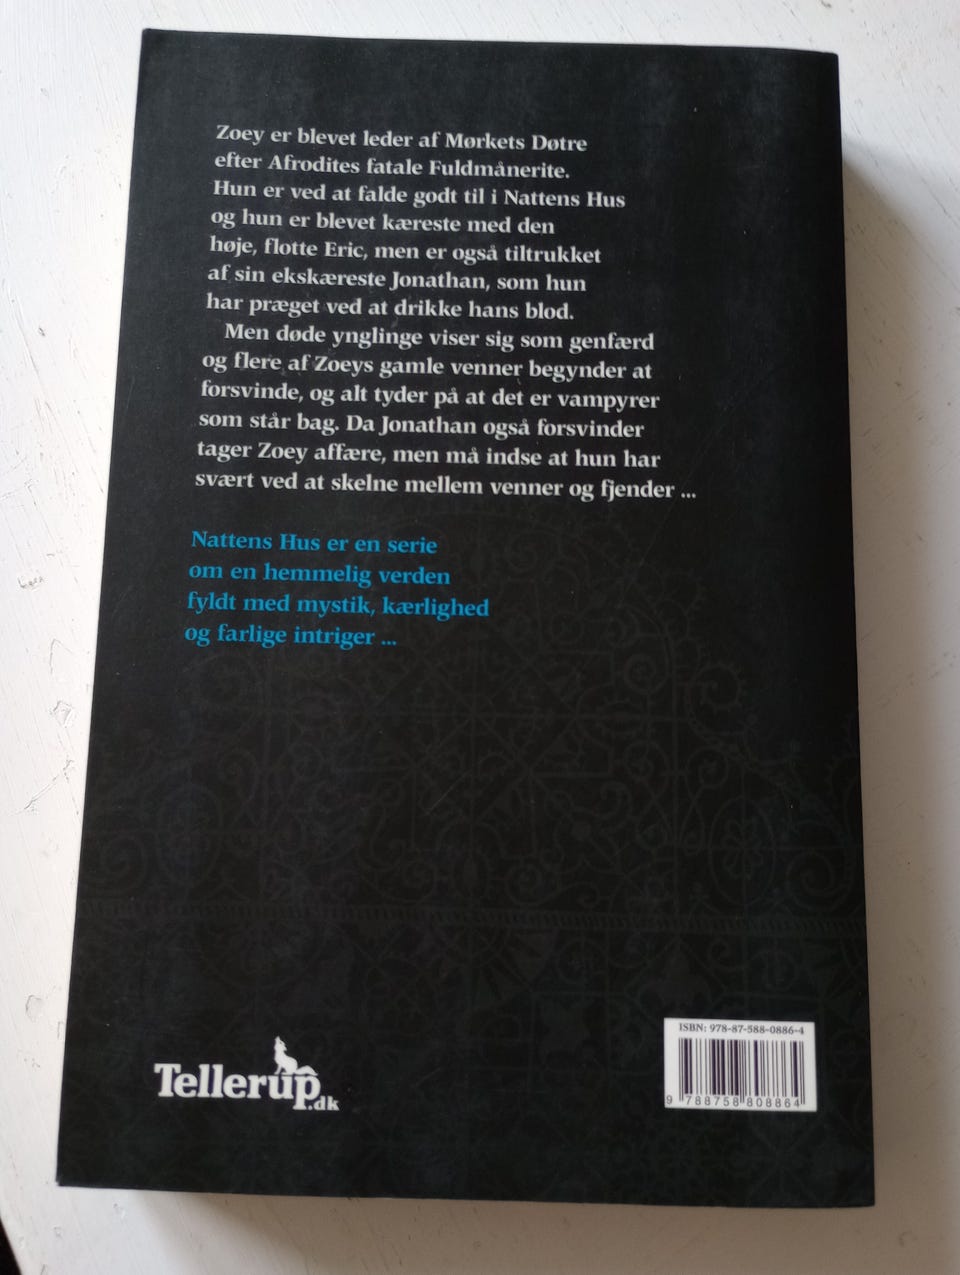 Zoey er blevet leder af Mørkets Døtre
efter Afrodites fatale Fuldmånerite.
Hun er ved at falde godt til i Nattens Hus
og hun er blevet kæreste med den
høje, flotte Eric, men er også tiltrukket
af sin ekskæreste Jonathan, som hun
har præget ved at drikke hans blod.
Men døde ynglinge viser sig som genfærd
og flere af Zoeys gamle venner begynder at
forsvinde, og alt tyder på at det er vampyrer
som står bag. Da Jonathan også forsvinder
tager Zoey affære, men må indse at hun har
svært ved at skelne mellem venner og fjender ...
Nattens Hus er en serie
om en hemmelig verden
fyldt med mystik, kærlighed
og farlige intriger ...
Tellerup.dk
ISBN: 978-87-588-0886-4
9 788758 808864